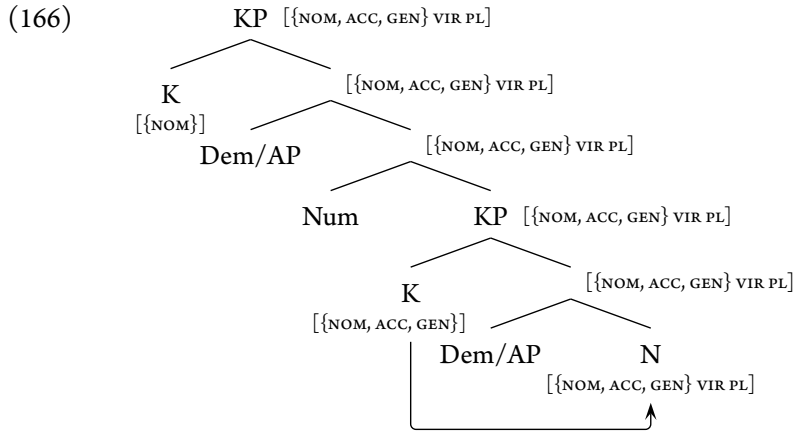 (166)
KP [{NOM, ACC, GEN} VIR PL]
K
[{NOM}]
[{NOM, ACC, GEN} VIR PL]
Dem/AP
[{NOM, ACC, GEN} VIR PL]
Num
KP [{NOM, ACC, GEN} VIR PL]
K
[{NOM, ACC, GEN}]
[{NOM, ACC, GEN} VIR PL]
Dem/AP
N
[{NOM, ACC, GEN} VIR PL]